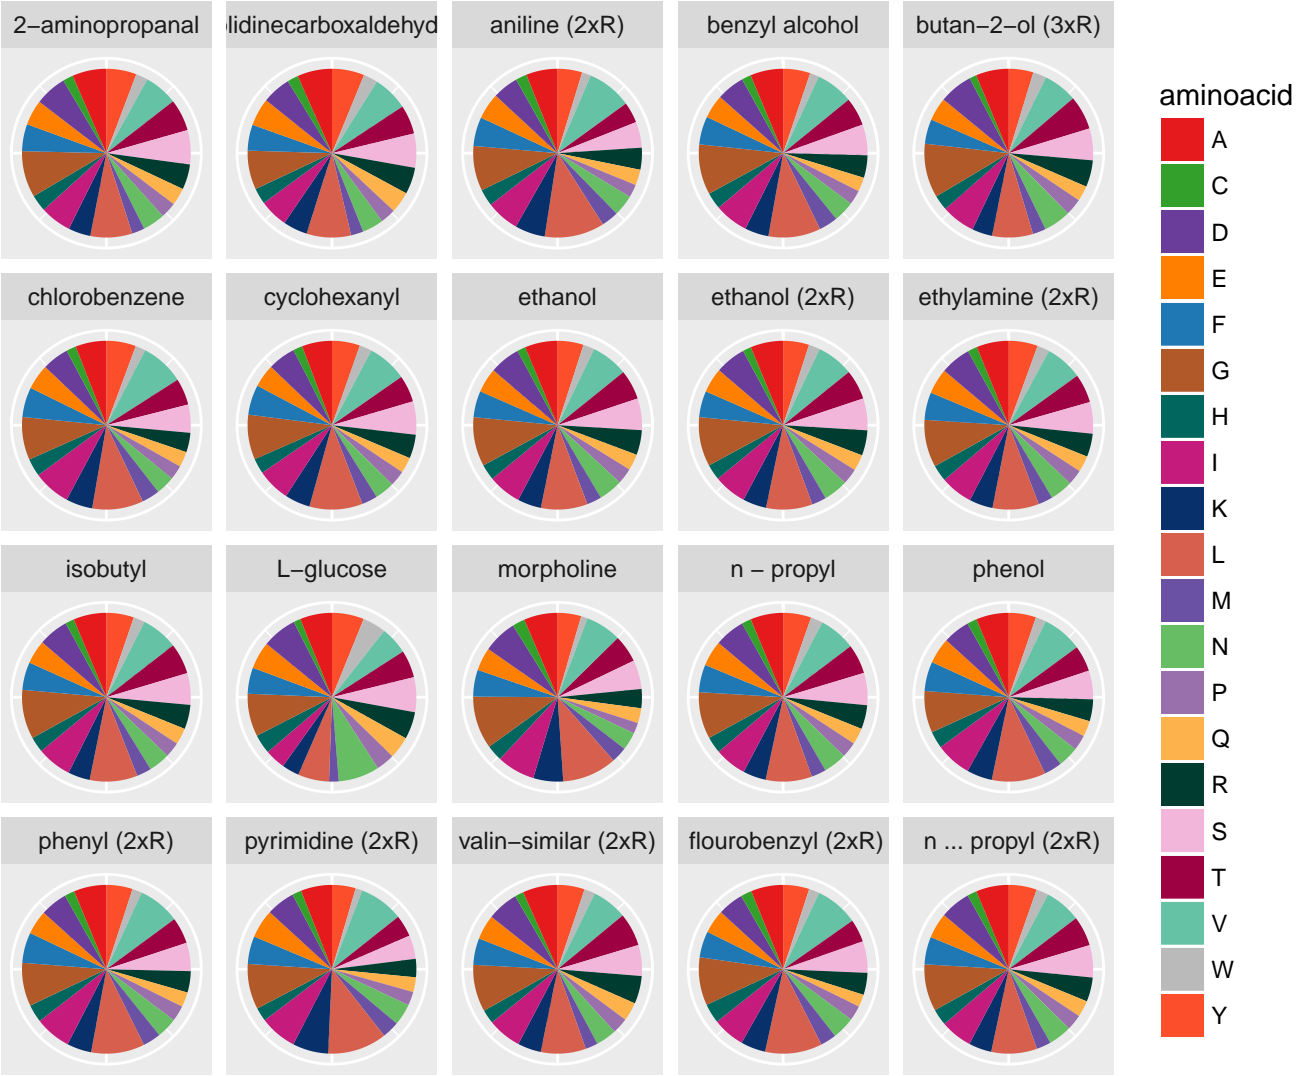 2−aminopropanal
lidinecarboxaldehyd
aniline (2xR)
benzyl alcohol
butan−2−ol (3xR)
chlorobenzene
cyclohexanyl
ethanol
ethanol (2xR)
ethylamine (2xR)
isobutyl
L−glucose
morpholine
n − propyl
phenol
phenyl (2xR)
pyrimidine (2xR)
valin−similar (2xR)
flourobenzyl (2xR)
n ... propyl (2xR)
aminoacid
A
C
D
E
F
G
H
I
K
L
M
N
P
Q
R
S
T
V
W
Y